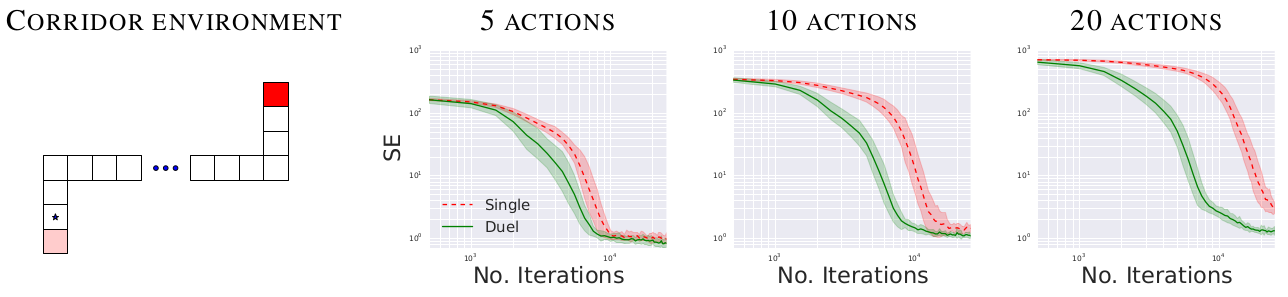 CORRIDOR ENVIRONMENT
5 ACTIONS
10³
10²
10¹
10⁰
SE
Single
Duel
10³
10⁴
No. Iterations
10 ACTIONS
10³
10²
10¹
10⁰
10³
10⁴
No. Iterations
20 ACTIONS
10³
10²
10¹
10⁰
10³
10⁴
No. Iterations